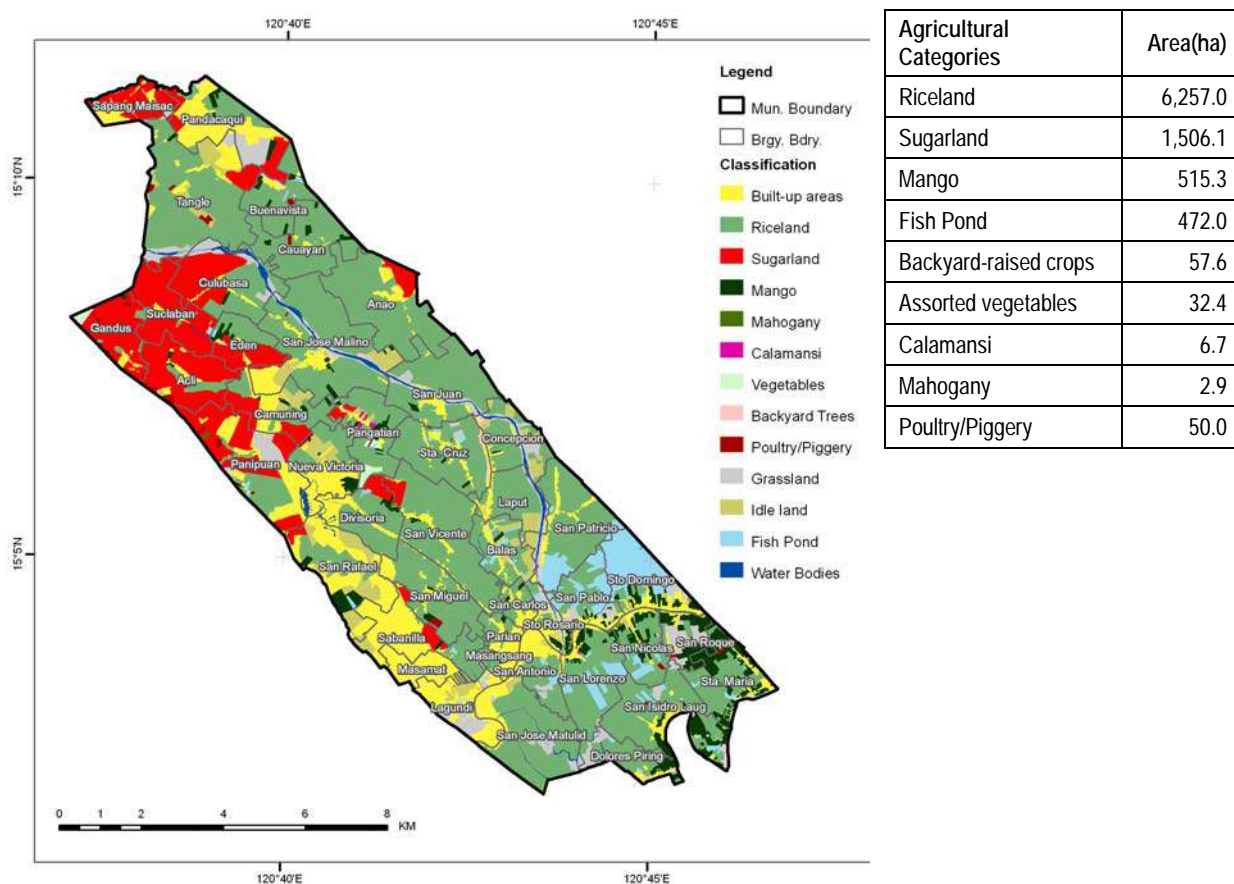 120°40'E
120°45'E
15°10'N
15°5'N
Sapang Maisac
Pandacaqui
Tangle
Buenavista
Cauayan
Culubasa
Anao
Suclaban
Gandus
Eden
San Jose Malino
Acli
San Juan
Camuning
Pangatian
Concepcion
Sta. Cruz
Panipuan
Nueva Victoria
Laput
Divisoria
San Vicente
San Patricio
Balas
San Rafael
Sto Domingo
San Miguel
San Carlos
San Pablo
Sto Rosario
Sabanilla
Parian
San Nicolas
San Roque
Masangsang
Masamat
San Antonio
San Lorenzo
Sta. Maria
Lagundi
San Isidro Laug
San Jose Matulid
Dolores Piring
0 1 2 4 6 8
KM
120°40'E
120°45'E
Legend
Mun. Boundary
Brgy. Bdry.
Classification
Built-up areas
Riceland
Sugarland
Mango
Mahogany
Calamansi
Vegetables
Backyard Trees
Poultry/Piggery
Grassland
Idle land
Fish Pond
Water Bodies
Agricultural
Categories
Area(ha)
Riceland 6,257.0
Sugarland 1,506.1
Mango 515.3
Fish Pond 472.0
Backyard-raised crops 57.6
Assorted vegetables 32.4
Calamansi 6.7
Mahogany 2.9
Poultry/Piggery 50.0